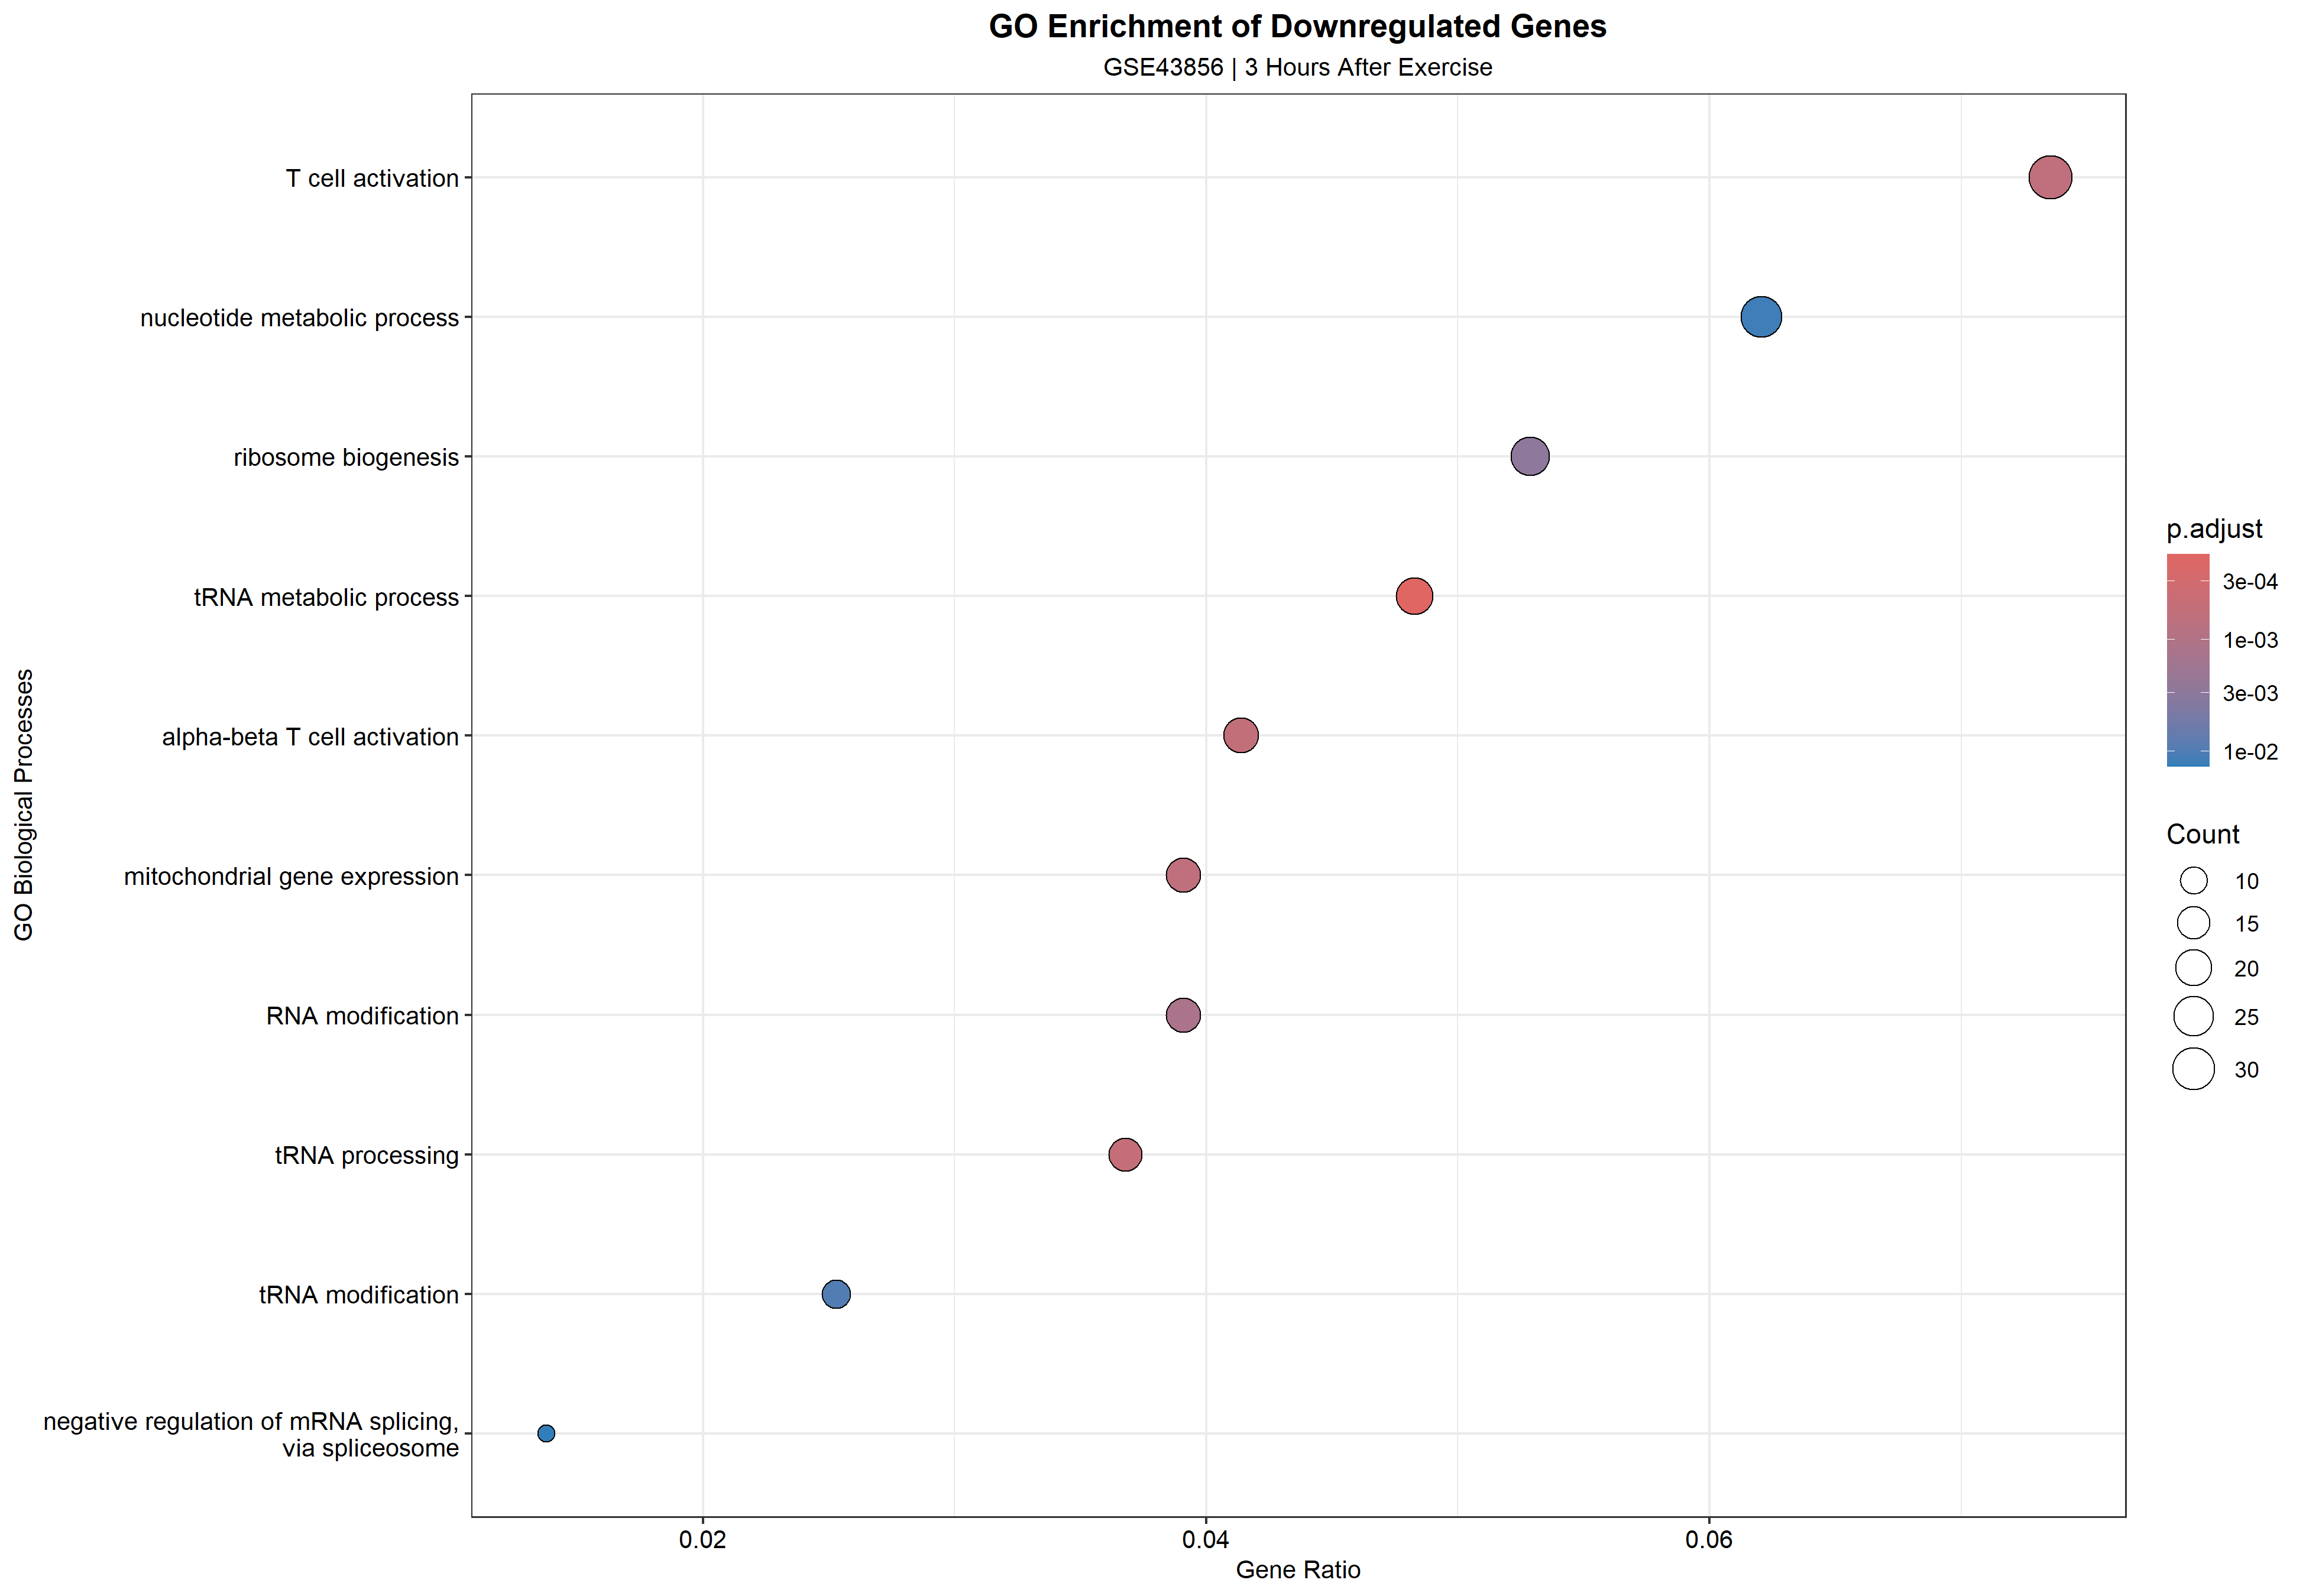 GO Enrichment of Downregulated Genes
GSE43856 | 3 Hours After Exercise
GO Biological Processes
T cell activation
nucleotide metabolic process
ribosome biogenesis
tRNA metabolic process
alpha-beta T cell activation
mitochondrial gene expression
RNA modification
tRNA processing
tRNA modification
negative regulation of mRNA splicing,
via spliceosome
0.02
0.04
0.06
Gene Ratio
p.adjust
3e-04
1e-03
3e-03
1e-02
Count
10
15
20
25
30